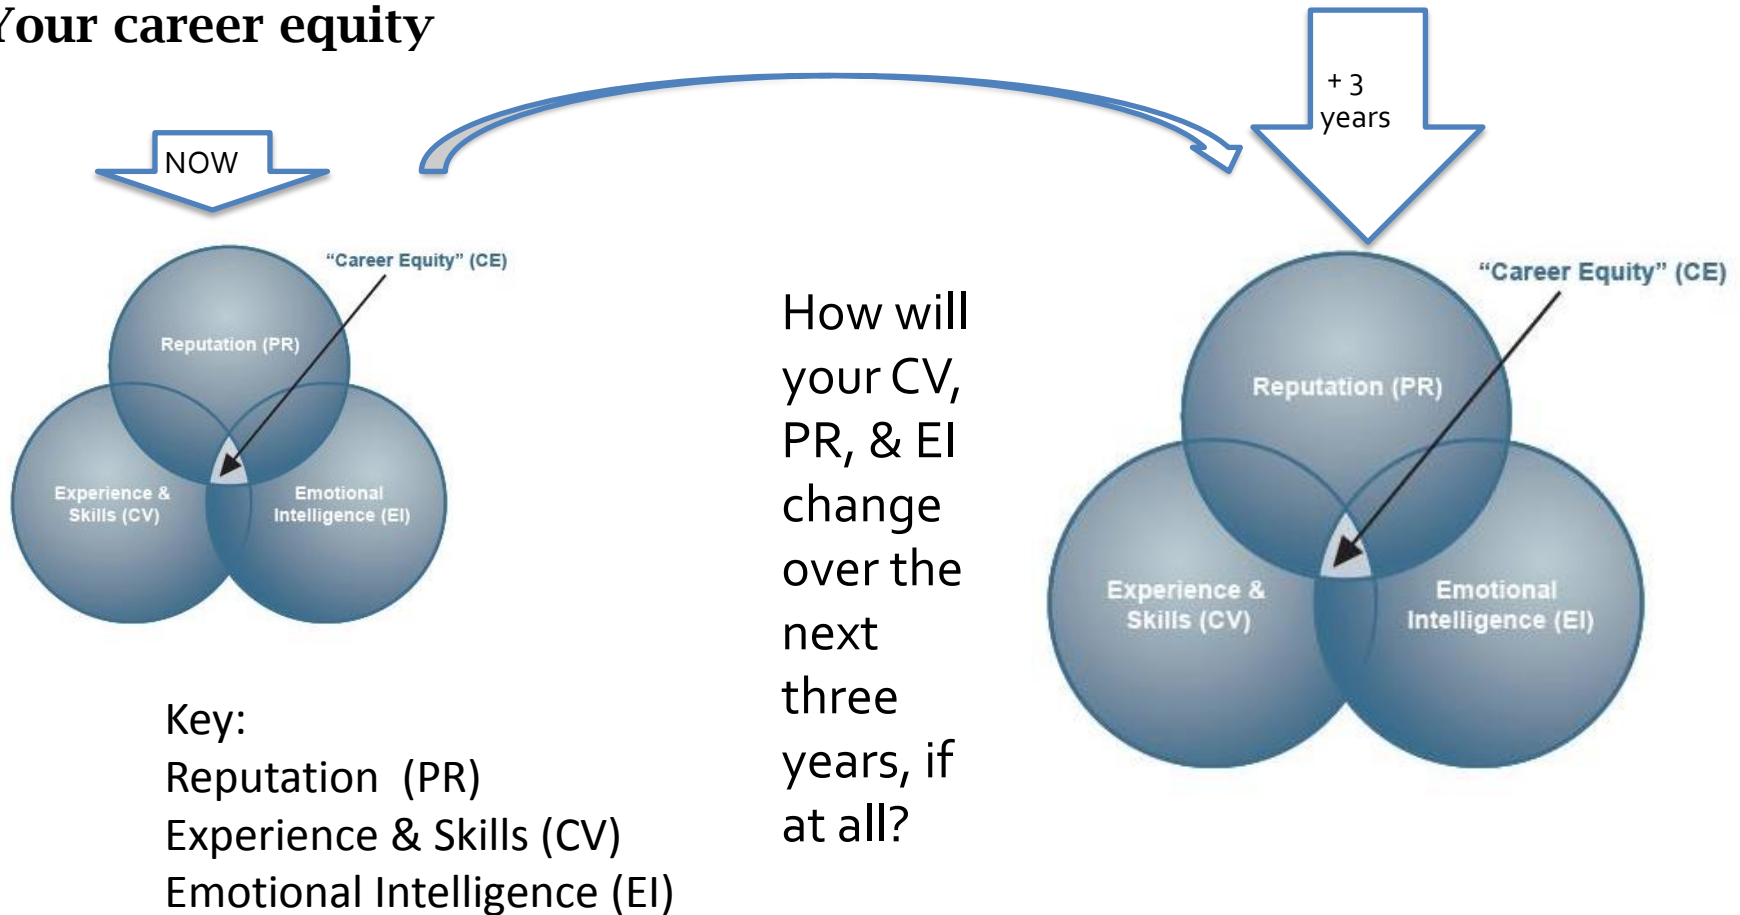 Your career equity
NOW
+ 3
years
“Career Equity” (CE)
Reputation (PR)
Experience &
Skills (CV)
Emotional
Intelligence (EI)
How will
your CV,
PR, & EI
change
over the
next
three
years, if
at all?
“Career Equity” (CE)
Reputation (PR)
Experience &
Skills (CV)
Emotional
Intelligence (EI)
Key:
Reputation  (PR)
Experience & Skills (CV)
Emotional Intelligence (EI)